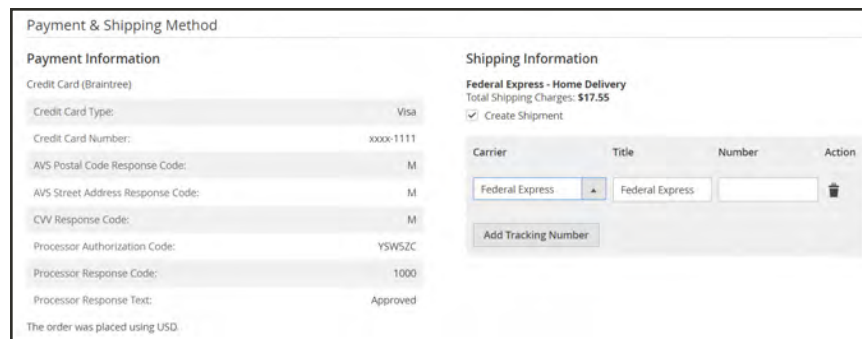 Payment & Shipping Method
Payment Information
Credit Card (Braintree)
Credit Card Type: Visa
Credit Card Number: xxxx-1111
AVS Postal Code Response Code: M
AVS Street Address Response Code: M
CVV Response Code: M
Processor Authorization Code: YSW5ZC
Processor Response Code: 1000
Processor Response Text: Approved
The order was placed using USD.
Shipping Information
Federal Express - Home Delivery
Total Shipping Charges: $17.55
Create Shipment
Carrier Title Number Action
Federal Express Federal Express
Add Tracking Number